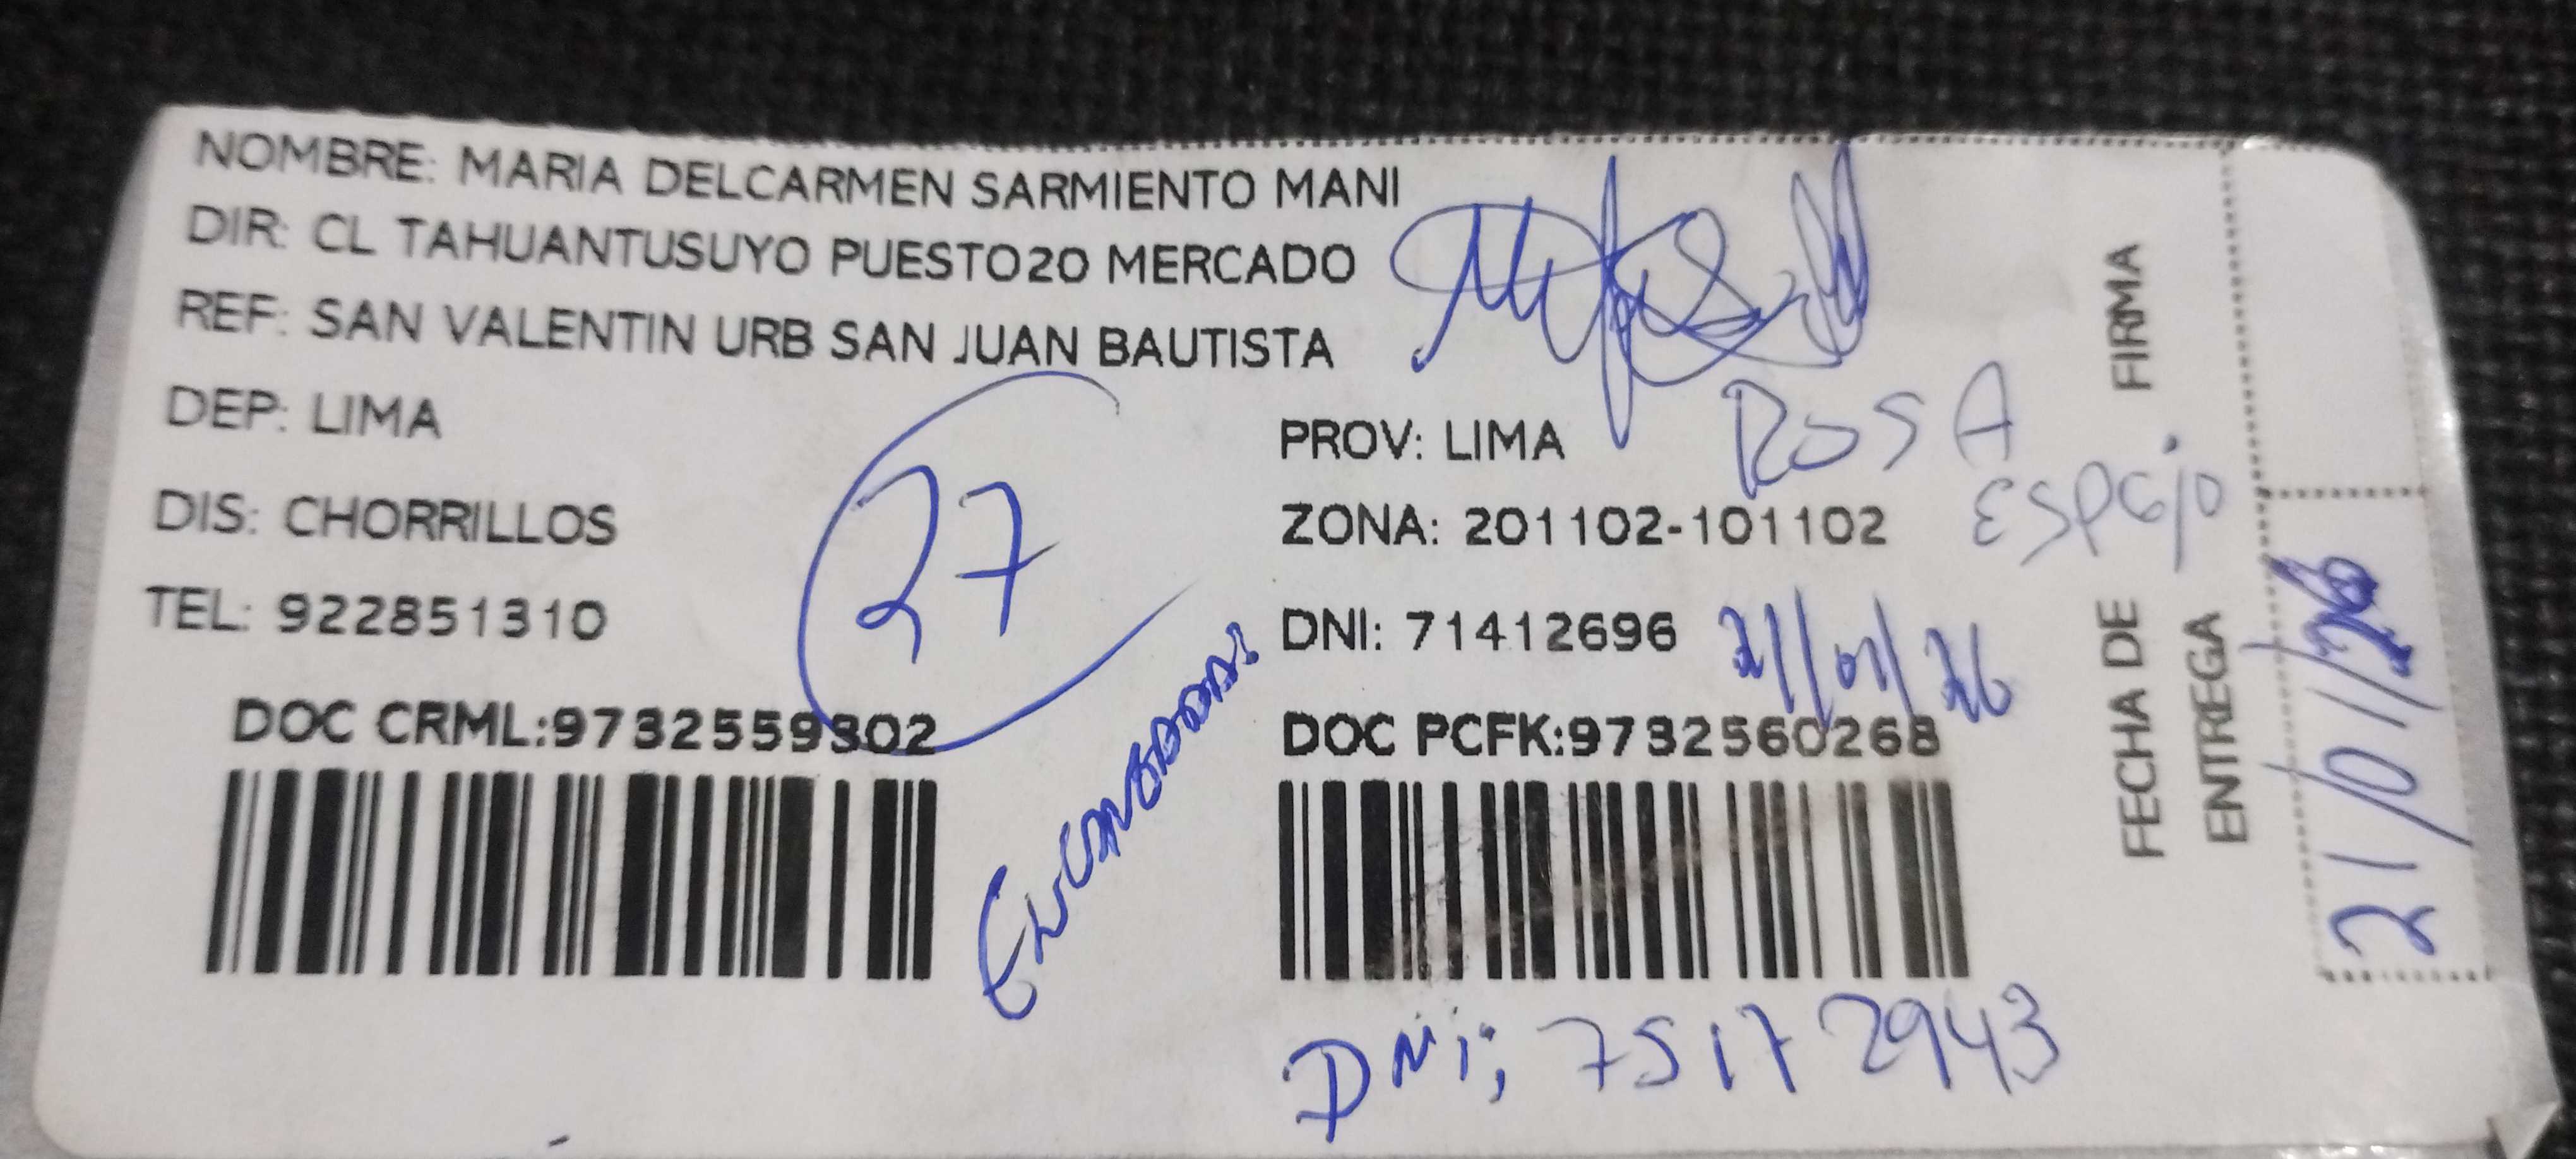 NOMBRE: MARIA DELCARMEN SARMIENTO MANI
DIR: CL TAHUANTUSUYO PUESTO20 MERCADO
REF: SAN VALENTIN URB SAN JUAN BAUTISTA
DEP: LIMA
PROV: LIMA
ROSA
ESPEJO
DIS: CHORRILLOS
ZONA: 201102-101102
27
TEL: 922851310
DNI: 71412696
21/01/26
DOC CRML:9732559302
DOC PCFK:9732560268
DNi; 75172943
FIRMA
FECHA DE
ENTREGA
21/01/26